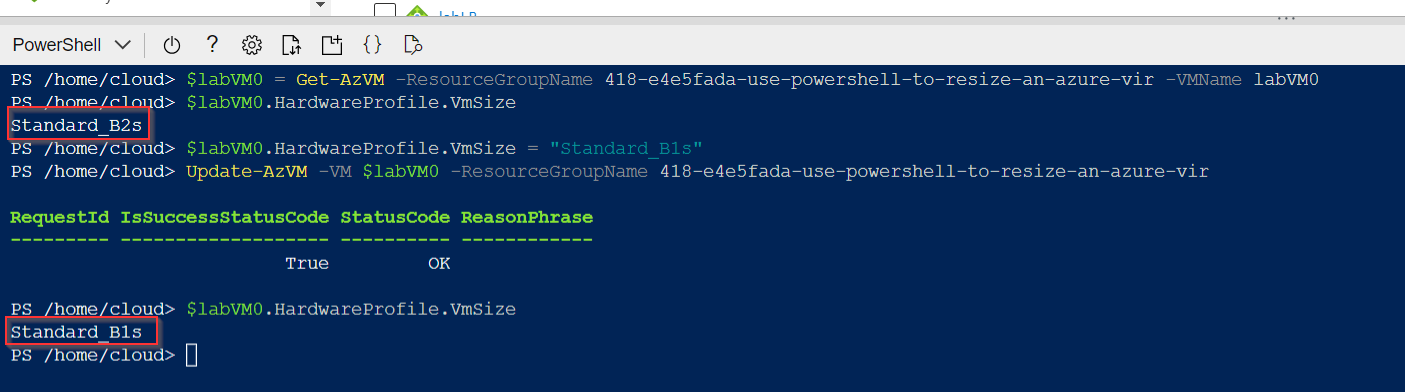 PowerShell
PS /home/cloud> $labVM0 = Get-AzVM -ResourceGroupName 418-e4e5fada-use-powershell-to-resize-an-azure-vir -VMName labVM0
PS /home/cloud> $labVM0.HardwareProfile.VmSize
Standard_B2s
PS /home/cloud> $labVM0.HardwareProfile.VmSize = "Standard_B1s"
PS /home/cloud> Update-AzVM -VM $labVM0 -ResourceGroupName 418-e4e5fada-use-powershell-to-resize-an-azure-vir
RequestId IsSuccessStatusCode StatusCode ReasonPhrase
--------- ------------------- ---------- ------------
True OK
PS /home/cloud> $labVM0.HardwareProfile.VmSize
Standard_B1s
PS /home/cloud>